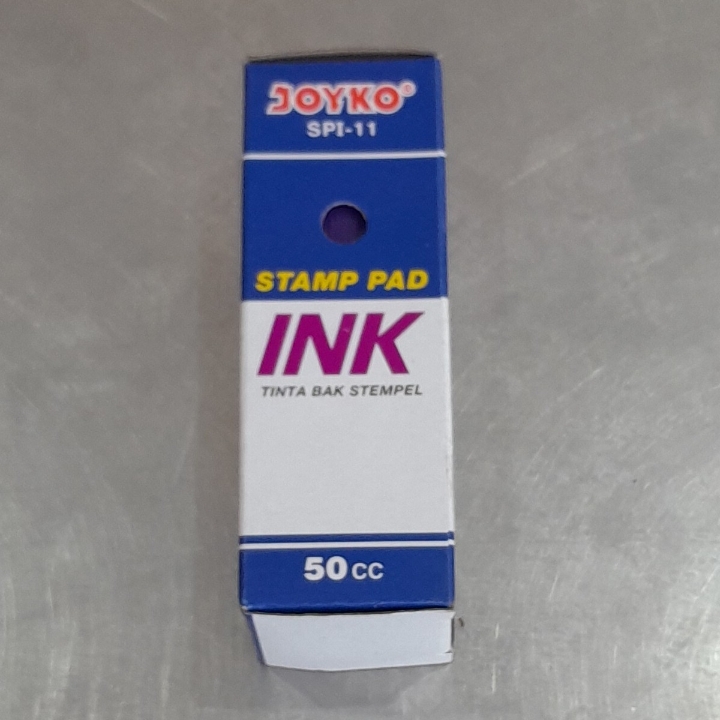 JOYKO®
SPI-11
STAMP PAD
INK
TINTA BAK STEMPEL
50 CC